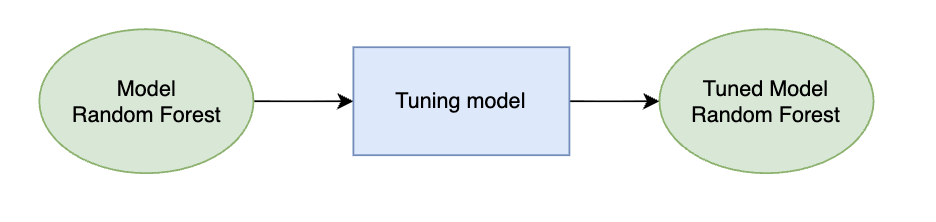 Model
Random Forest
Tuning model
Tuned Model
Random Forest